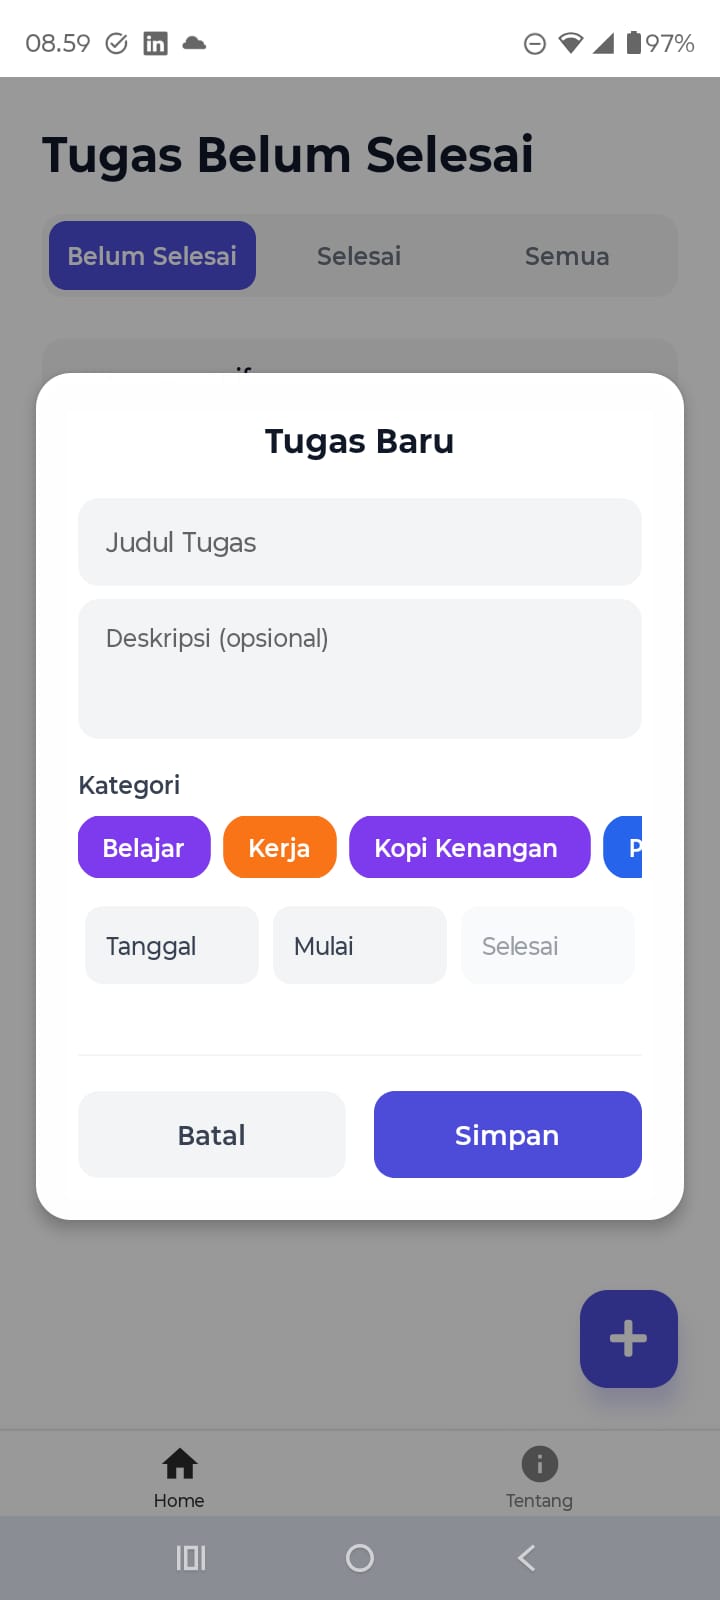 08.59
97%
Tugas Belum Selesai
Belum Selesai
Selesai
Semua
Tugas Baru
Judul Tugas
Deskripsi (opsional)
Kategori
Belajar
Kerja
Kopi Kenangan
Tanggal
Mulai
Selesai
Batal
Simpan
Home
Tentang